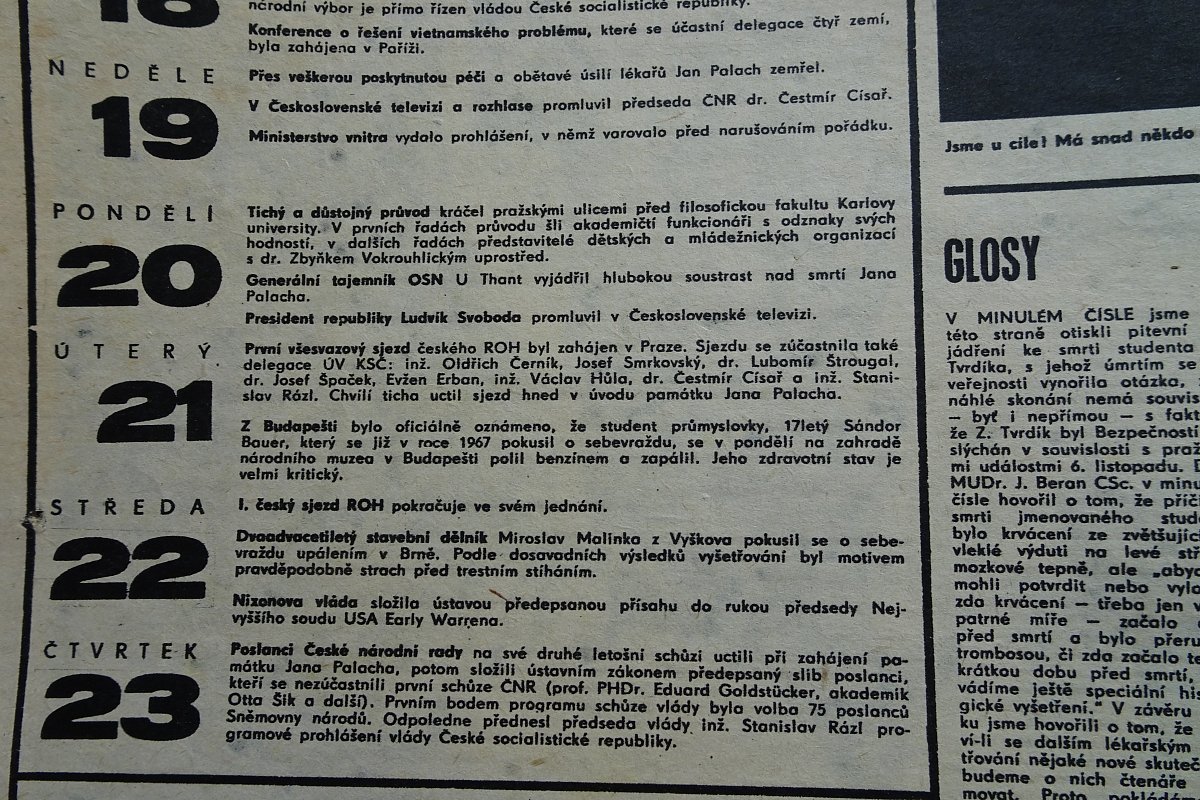 18
národní výbor je přímo řízen vládou České socialistické republiky.
Konference o řešení vietnamského problému, které se účastní delegace čtyř zemí,
byla zahájena v Paříži.
NEDĚLE
19
Přes veškerou poskytnutou péči a obětavé úsilí lékařů Jan Palach zemřel.
V Československé televizi a rozhlase promluvil předseda ČNR dr. Čestmír Císař.
Ministerstvo vnitra vydalo prohlášení, v němž varovalo před narušováním pořádku.
PONDĚLÍ
20
Tichý a důstojný průvod kráčel pražskými ulicemi před filosofickou fakultu Karlovy
university. V prvních řadách průvodu šli akademičtí funkcionáři s odznaky svých
hodností, v dalších řadách představitelé dětských a mládežnických organizací
s dr. Zbyňkem Vokrouhlickým uprostřed.
Generální tajemník OSN U Thant vyjádřil hlubokou soustrast nad smrtí Jana
Palacha.
President republiky Ludvík Svoboda promluvil v Československé televizi.
ÚTERÝ
21
První všesvazový sjezd českého ROH byl zahájen v Praze. Sjezdu se zúčastnila také
delegace ÚV KSČ: inž. Oldřich Černík, Josef Smrkovský, dr. Lubomír Štrougal,
dr. Josef Špaček, Evžen Erban, inž. Václav Hůla, dr. Čestmír Císař a inž. Stani-
slav Rázl. Chvílí ticha uctil sjezd hned v úvodu památku Jana Palacha.
Z Budapešti bylo oficiálně oznámeno, že student průmyslovky, 17letý Sándor
Bauer, který se již v roce 1967 pokusil o sebevraždu, se v pondělí na zahradě
národního muzea v Budapešti polil benzínem a zapálil. Jeho zdravotní stav je
velmi kritický.
STŘEDA
22
I. český sjezd ROH pokračuje ve svém jednání.
Dvaadvacetiletý stavební dělník Miroslav Malinka z Vyškova pokusil se o sebe-
vraždu upálením v Brně. Podle dosavadních výsledků vyšetřování byl motivem
pravděpodobně strach před trestním stíháním.
Nixonova vláda složila ústavou předepsanou přísahu do rukou předsedy Nej-
vyššího soudu USA Early Warrena.
ČTVRTEK
23
Poslanci České národní rady na své druhé letošní schůzi uctili při zahájení pa-
mátku Jana Palacha, potom složili ústavním zákonem předepsaný slib poslanci,
kteří se nezúčastnili první schůze ČNR (prof. PHDr. Eduard Goldstücker, akademik
Otta Šik a další). Prvním bodem programu schůze vlády byla volba 75 poslanců
Sněmovny národů. Odpoledne přednesl předseda vlády inž. Stanislav Rázl pro-
gramové prohlášení vlády České socialistické republiky.
Jsme u cíle! Má snad někdo
GLOSY
V MINULÉM ČÍSLE jsme
této straně otiskli pitevní
jádření ke smrti studenta
Tvrdíka, s jehož úmrtím se
veřejnosti vynořila otázka,
náhlé skonání nemá souvis
— byť i nepřímou — s fakt
že Z. Tvrdík byl Bezpečností
slýchán v souvislosti s praž
mi událostmi 6. listopadu. D
MUDr. J. Beran CSc. v minu
čísle hovořil o tom, že příč
smrti jmenovaného stud
bylo krvácení ze zvětšujíc
vleklé výduti na levé stř
mozkové tepně, ale „abyc
mohli potvrdit nebo vylo
zda krvácení — třeba jen v
patrné míře — začalo
před smrtí a bylo přeru
trombosou, či zda začalo te
krátkou dobu před smrtí,
vádíme ještě speciální his
gické vyšetření." V závěru
ku jsme hovořili o tom, že
ví-li se dalším lékařským
třování nějaké nové skuteč
budeme o nich čtenáře
movat. Proto pokládám